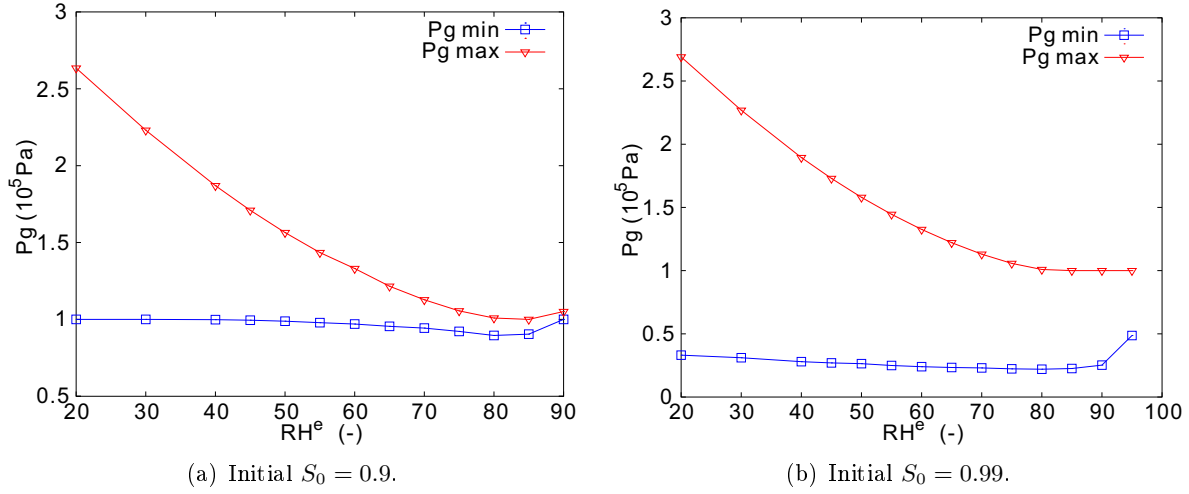 3
2.5
2
1.5
1
0.5
20 30 40 50 60 70 80 90
Pg (10^5Pa)
RH^e (-)
Pg min
Pg max
(a) Initial S_0 = 0.9.
3
2.5
2
1.5
1
0.5
0
20 30 40 50 60 70 80 90 100
Pg (10^5Pa)
RH^e (-)
Pg min
Pg max
(b) Initial S_0 = 0.99.